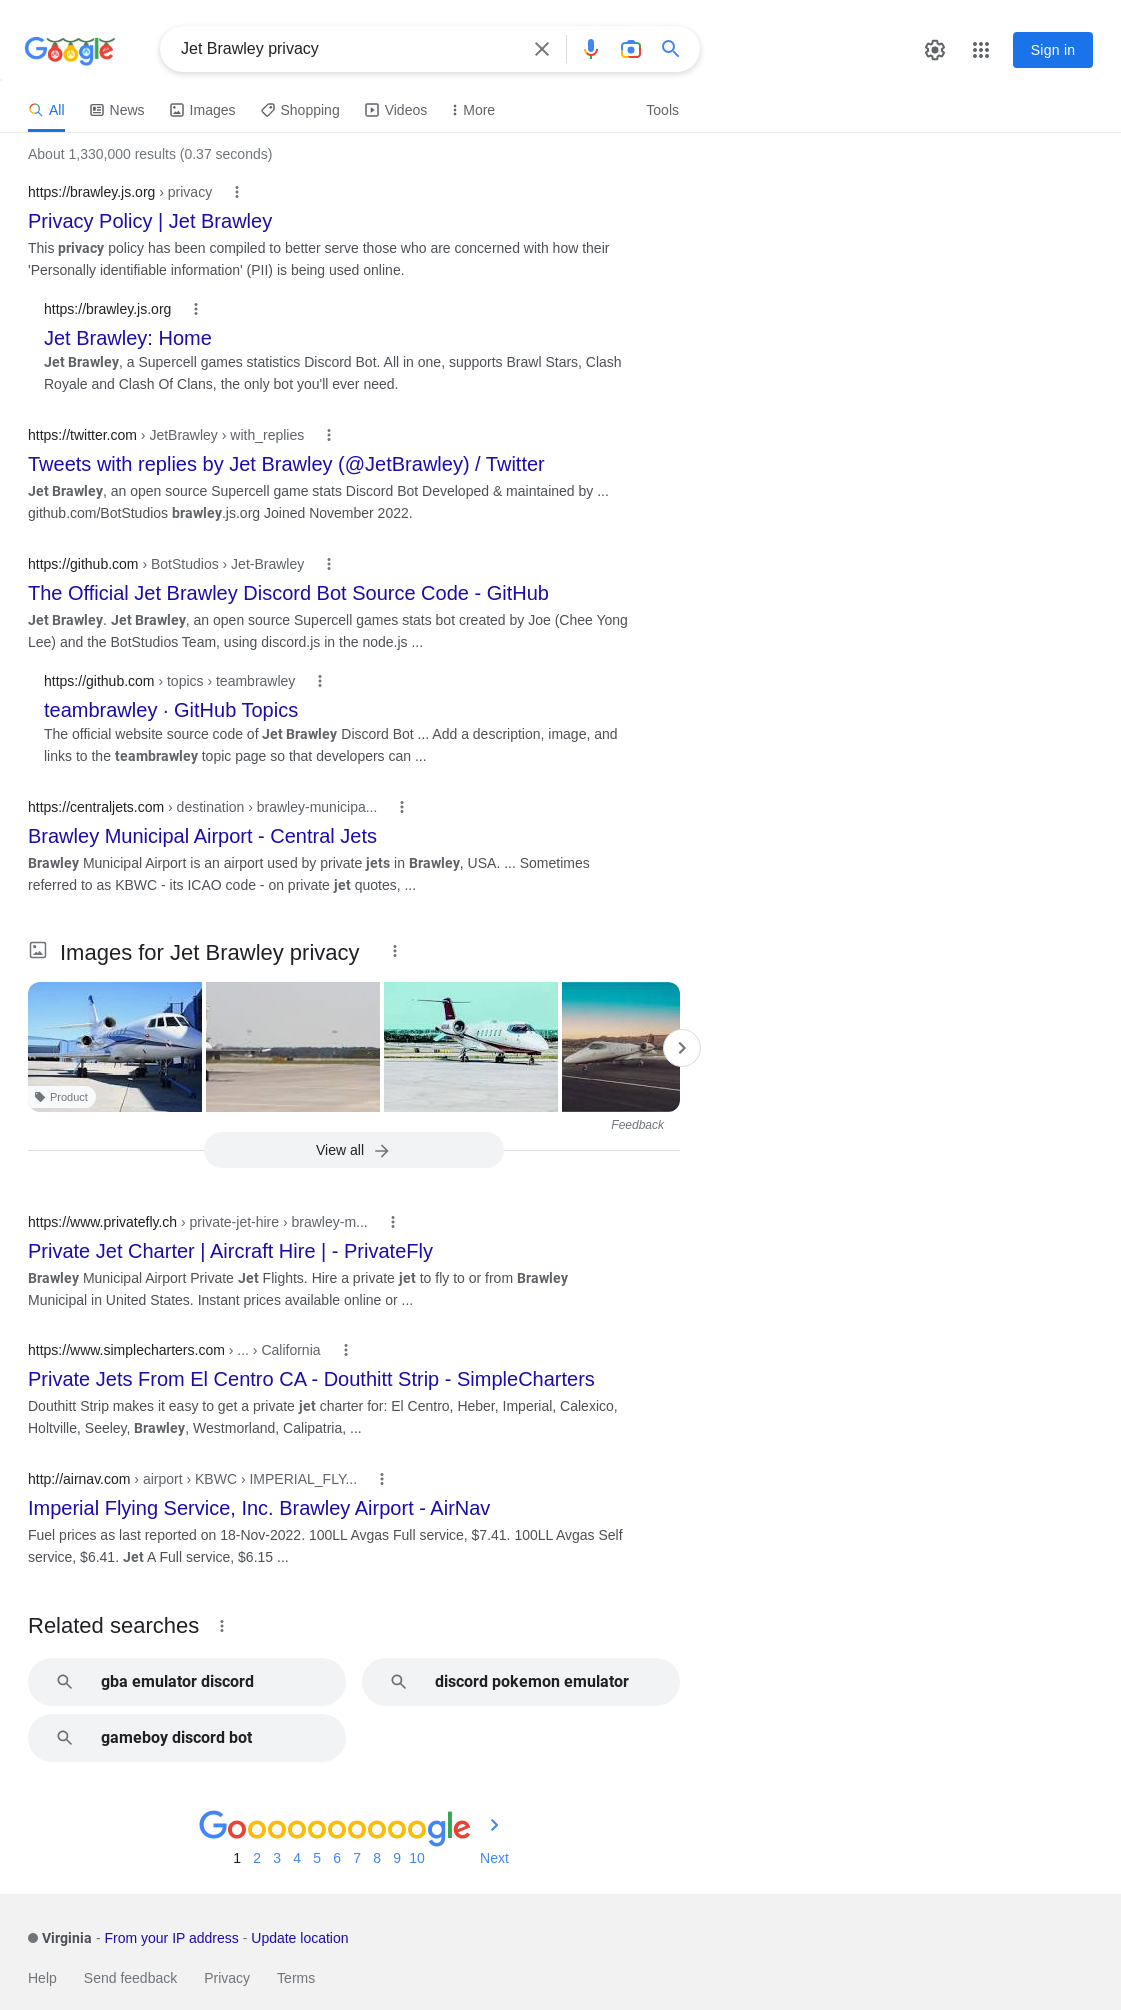 Google
Jet Brawley privacy
Sign in
All
News
Images
Shopping
Videos
More
Tools
About 1,330,000 results (0.37 seconds)
https://brawley.js.org › privacy
Privacy Policy | Jet Brawley
This privacy policy has been compiled to better serve those who are concerned with how their
'Personally identifiable information' (PII) is being used online.
https://brawley.js.org
Jet Brawley: Home
Jet Brawley, a Supercell games statistics Discord Bot. All in one, supports Brawl Stars, Clash
Royale and Clash Of Clans, the only bot you'll ever need.
https://twitter.com › JetBrawley › with_replies
Tweets with replies by Jet Brawley (@JetBrawley) / Twitter
Jet Brawley, an open source Supercell game stats Discord Bot Developed & maintained by ...
github.com/BotStudios brawley.js.org Joined November 2022.
https://github.com › BotStudios › Jet-Brawley
The Official Jet Brawley Discord Bot Source Code - GitHub
Jet Brawley. Jet Brawley, an open source Supercell games stats bot created by Joe (Chee Yong
Lee) and the BotStudios Team, using discord.js in the node.js ...
https://github.com › topics › teambrawley
teambrawley · GitHub Topics
The official website source code of Jet Brawley Discord Bot ... Add a description, image, and
links to the teambrawley topic page so that developers can ...
https://centraljets.com › destination › brawley-municipa...
Brawley Municipal Airport - Central Jets
Brawley Municipal Airport is an airport used by private jets in Brawley, USA. ... Sometimes
referred to as KBWC - its ICAO code - on private jet quotes, ...
Images for Jet Brawley privacy
Product
Feedback
View all
https://www.privatefly.ch › private-jet-hire › brawley-m...
Private Jet Charter | Aircraft Hire | - PrivateFly
Brawley Municipal Airport Private Jet Flights. Hire a private jet to fly to or from Brawley
Municipal in United States. Instant prices available online or ...
https://www.simplecharters.com › ... › California
Private Jets From El Centro CA - Douthitt Strip - SimpleCharters
Douthitt Strip makes it easy to get a private jet charter for: El Centro, Heber, Imperial, Calexico,
Holtville, Seeley, Brawley, Westmorland, Calipatria, ...
http://airnav.com › airport › KBWC › IMPERIAL_FLY...
Imperial Flying Service, Inc. Brawley Airport - AirNav
Fuel prices as last reported on 18-Nov-2022. 100LL Avgas Full service, $7.41. 100LL Avgas Self
service, $6.41. Jet A Full service, $6.15 ...
Related searches
gba emulator discord
discord pokemon emulator
gameboy discord bot
Goooooooooogle
1 2 3 4 5 6 7 8 9 10 Next
Virginia - From your IP address - Update location
Help Send feedback Privacy Terms